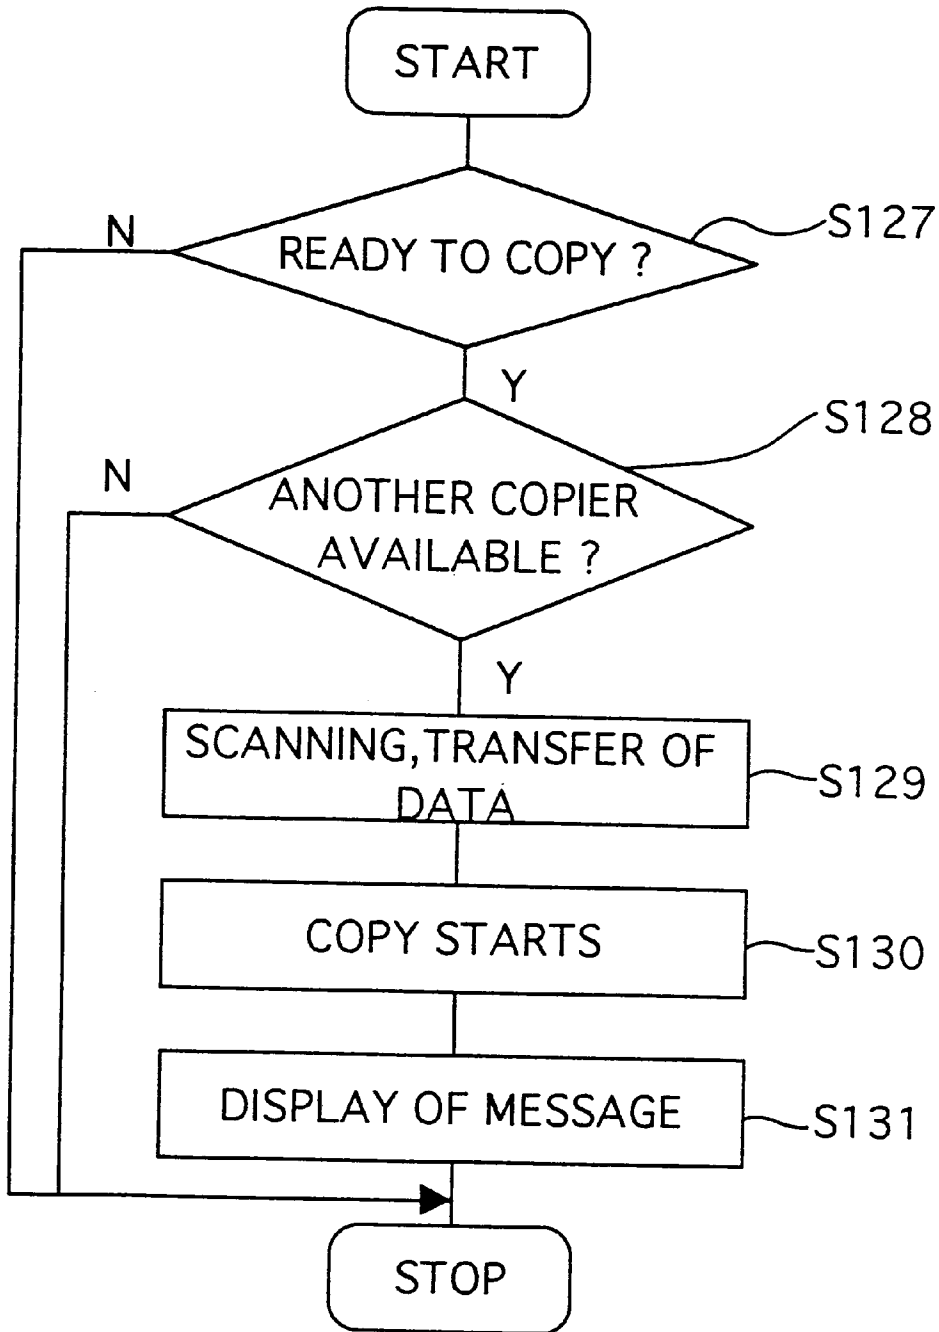 START
N
READY TO COPY ?
S127
Y
S128
N
ANOTHER COPIER
AVAILABLE ?
Y
SCANNING,TRANSFER OF
DATA
S129
COPY STARTS
S130
DISPLAY OF MESSAGE
S131
STOP